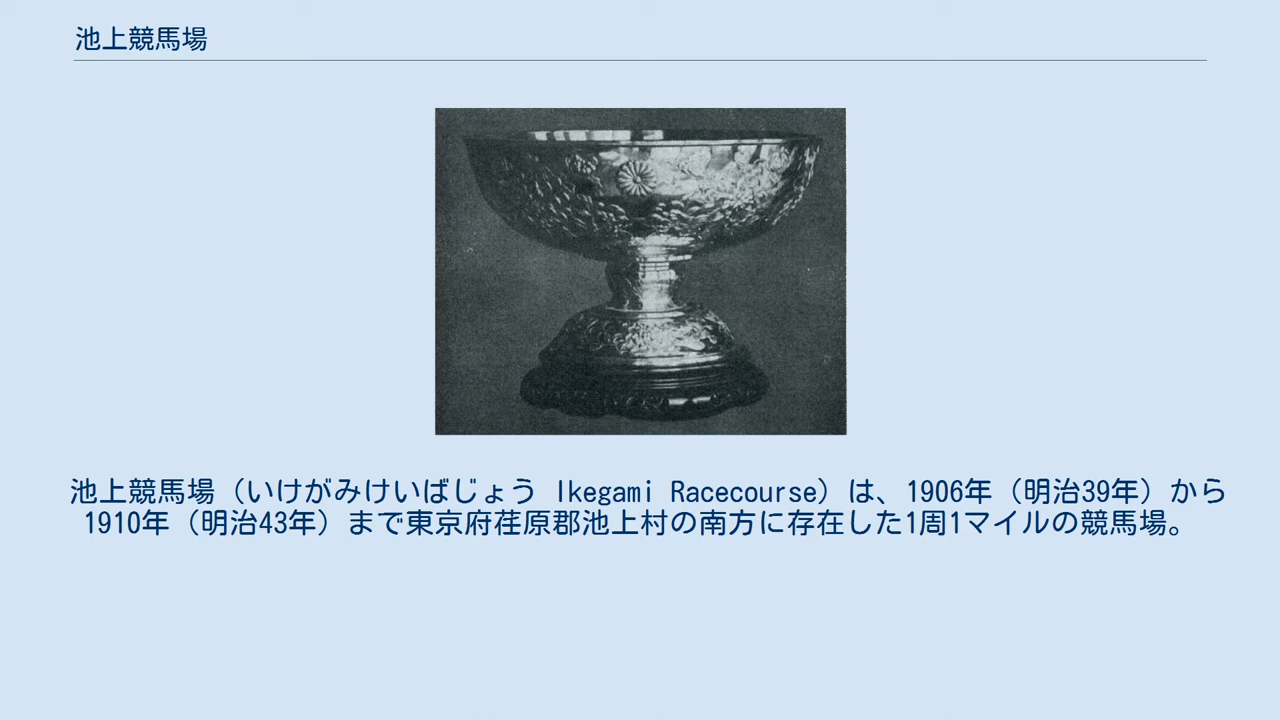 池上競馬場
池上競馬場（いけがみけいばじょう Ikegami Racecourse）は、1906年（明治39年）から
1910年（明治43年）まで東京府荏原郡池上村の南方に存在した1周1マイルの競馬場。